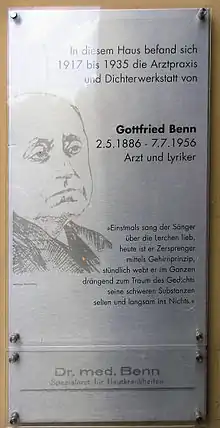 In diesem Haus befand sich
1917 bis 1935 die Arztpraxis
und Dichterwerkstatt von
Gottfried Benn
2.5.1886 - 7.7.1956
Arzt und Lyriker
»Einstmals sang der Sänger
über die Lerchen lieb,
heute ist er Zersprenger
mittels Gehirnprinzip,
stündlich webt er im Ganzen
drängend zum Traum des Gedichts
seine schweren Substanzen
selten und langsam ins Nichts.«
Dr. med. Benn
Spezialarzt für Hautkrankheiten